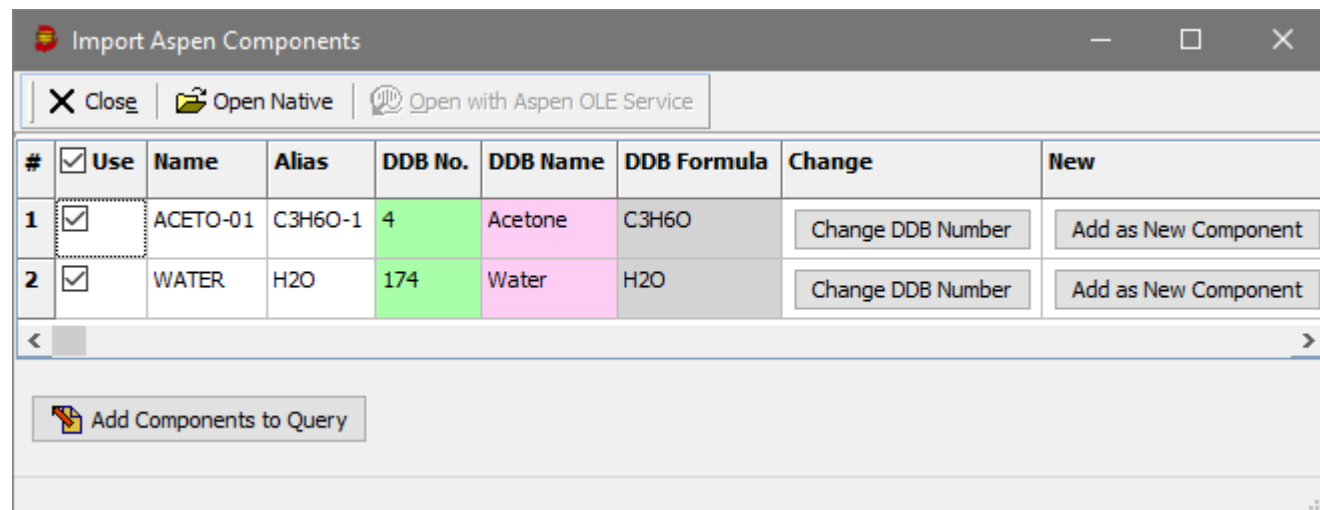 Import Aspen Components
Close Open Native Open with Aspen OLE Service
# Use Name Alias DDB No. DDB Name DDB Formula Change New
1 ACETO-01 C3H6O-1 4 Acetone C3H6O Change DDB Number Add as New Component
2 WATER H2O 174 Water H2O Change DDB Number Add as New Component
Add Components to Query